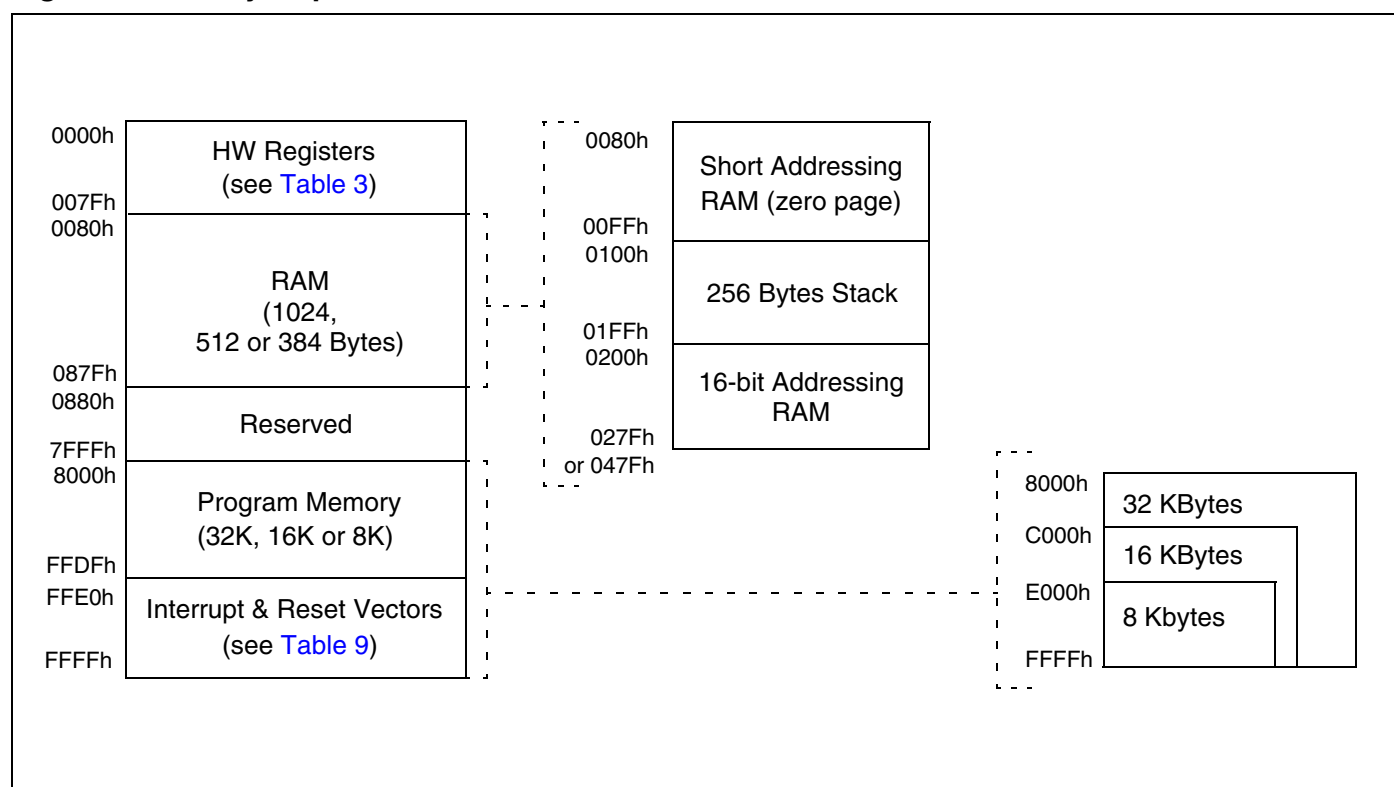 0000h
HW Registers
(see Table 3)
007Fh
0080h
RAM
(1024,
512 or 384 Bytes)
087Fh
0880h
Reserved
7FFFh
8000h
Program Memory
(32K, 16K or 8K)
FFDFh
FFE0h
Interrupt & Reset Vectors
(see Table 9)
FFFFh
0080h
Short Addressing
RAM (zero page)
00FFh
0100h
256 Bytes Stack
01FFh
0200h
16-bit Addressing
RAM
027Fh
or 047Fh
8000h
32 KBytes
C000h
16 KBytes
E000h
8 Kbytes
FFFFh